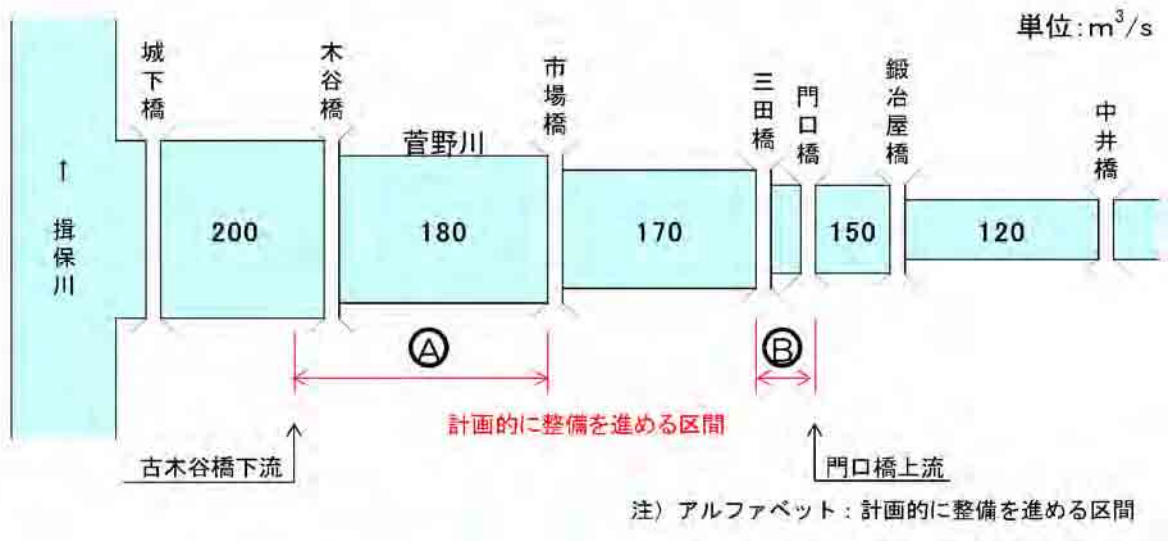 単位:m³/s
城下橋
木谷橋
市場橋
三田橋
門口橋
鍛冶屋橋
中井橋
菅野川
↑ 揖保川
200
180
170
150
120
Ⓐ
Ⓑ
計画的に整備を進める区間
古木谷橋下流
門口橋上流
注）アルファベット：計画的に整備を進める区間